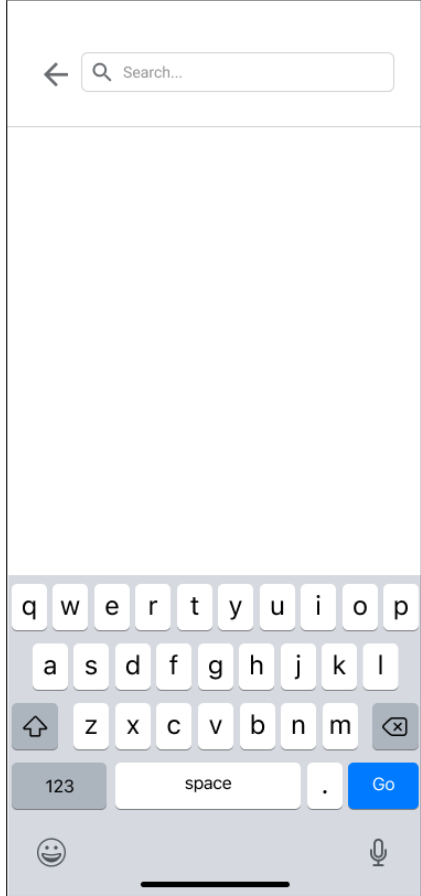 Search...
q w e r t y u i o p
a s d f g h j k l
z x c v b n m
123 space . Go